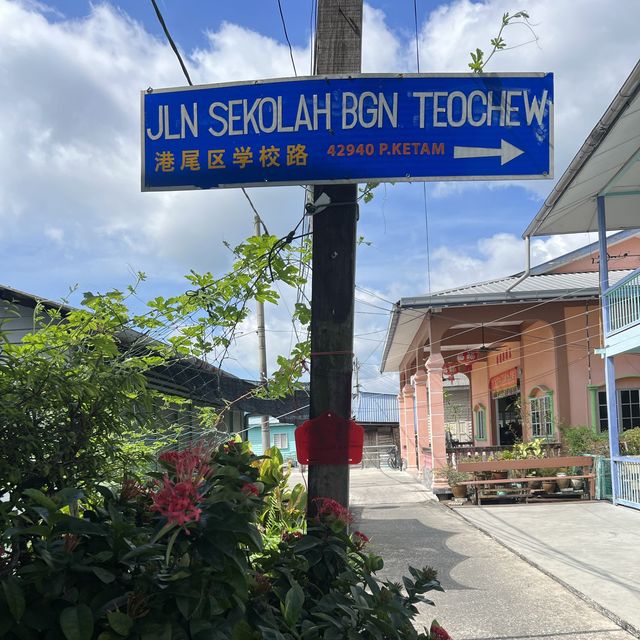 JLN SEKOLAH BGN TEOCHEW
港尾区学校路 42940 P.KETAM